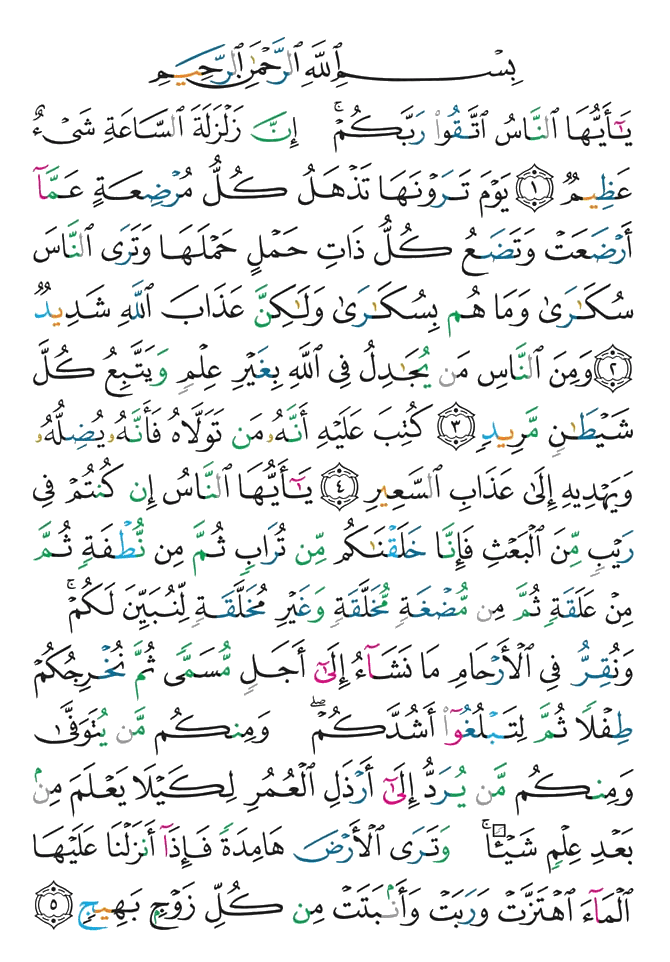 بِسْمِ ٱللَّهِ ٱلرَّحْمَٰنِ ٱلرَّحِيمِ
يَٰٓأَيُّهَا ٱلنَّاسُ ٱتَّقُوا۟ رَبَّكُمْ ۚ إِنَّ زَلْزَلَةَ ٱلسَّاعَةِ شَىْءٌ
عَظِيمٌ ١ يَوْمَ تَرَوْنَهَا تَذْهَلُ كُلُّ مُرْضِعَةٍ عَمَّآ
أَرْضَعَتْ وَتَضَعُ كُلُّ ذَاتِ حَمْلٍ حَمْلَهَا وَتَرَى ٱلنَّاسَ
سُكَٰرَىٰ وَمَا هُم بِسُكَٰرَىٰ وَلَٰكِنَّ عَذَابَ ٱللَّهِ شَدِيدٌ
٢ وَمِنَ ٱلنَّاسِ مَن يُجَٰدِلُ فِى ٱللَّهِ بِغَيْرِ عِلْمٍ وَيَتَّبِعُ كُلَّ
شَيْطَٰنٍ مَّرِيدٍ ٣ كُتِبَ عَلَيْهِ أَنَّهُۥ مَن تَوَلَّاهُ فَأَنَّهُۥ يُضِلُّهُۥ
وَيَهْدِيهِ إِلَىٰ عَذَابِ ٱلسَّعِيرِ ٤ يَٰٓأَيُّهَا ٱلنَّاسُ إِن كُنتُمْ فِى
رَيْبٍ مِّنَ ٱلْبَعْثِ فَإِنَّا خَلَقْنَٰكُم مِّن تُرَابٍ ثُمَّ مِن نُّطْفَةٍ ثُمَّ
مِنْ عَلَقَةٍ ثُمَّ مِن مُّضْغَةٍ مُّخَلَّقَةٍ وَغَيْرِ مُخَلَّقَةٍ لِّنُبَيِّنَ لَكُمْ ۚ
وَنُقِرُّ فِى ٱلْأَرْحَامِ مَا نَشَآءُ إِلَىٰٓ أَجَلٍ مُّسَمًّى ثُمَّ نُخْرِجُكُمْ
طِفْلًا ثُمَّ لِتَبْلُغُوٓا۟ أَشُدَّكُمْ ۖ وَمِنكُم مَّن يُتَوَفَّىٰ
وَمِنكُم مَّن يُرَدُّ إِلَىٰٓ أَرْذَلِ ٱلْعُمُرِ لِكَيْلَا يَعْلَمَ مِنۢ
بَعْدِ عِلْمٍ شَيْـًٔا ۚ وَتَرَى ٱلْأَرْضَ هَامِدَةً فَإِذَآ أَنزَلْنَا عَلَيْهَا
ٱلْمَآءَ ٱهْتَزَّتْ وَرَبَتْ وَأَنۢبَتَتْ مِن كُلِّ زَوْجٍۭ بَهِيجٍ ٥